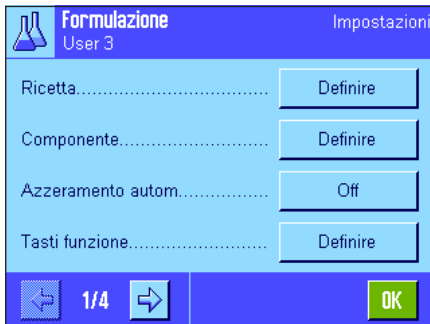 Formulazione Impostazioni
User 3
Ricetta.................................. Definire
Componente.......................... Definire
Azzeramento autom................ Off
Tasti funzione........................ Definire
1/4 OK